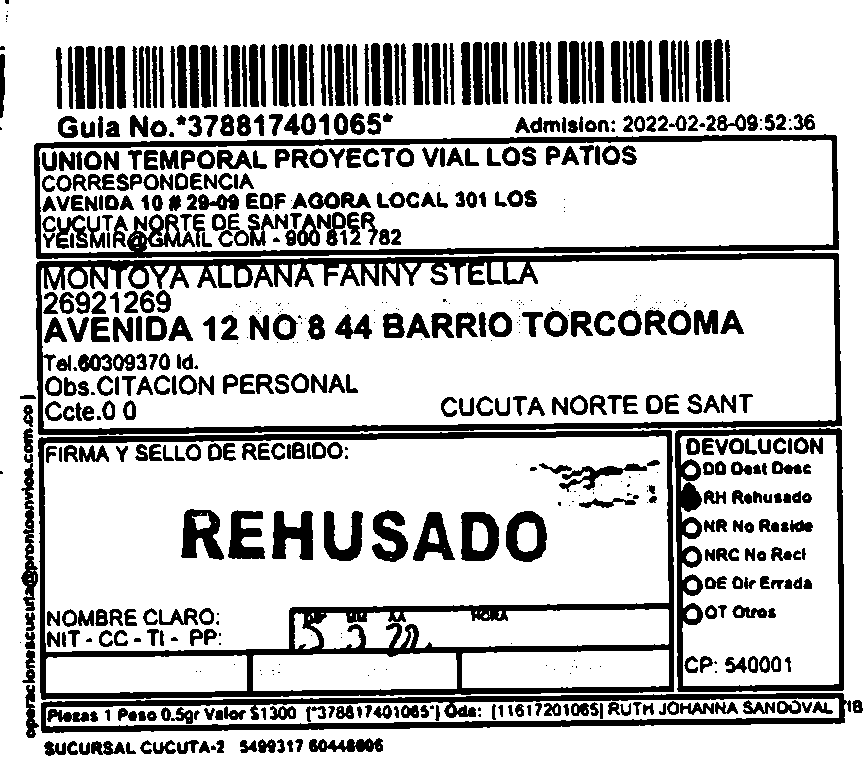 Guia No.*378817401065*
Admision: 2022-02-28-09:52:36
UNION TEMPORAL PROYECTO VIAL LOS PATIOS
CORRESPONDENCIA
AVENIDA 10 # 29-09 EDF AGORA LOCAL 301 LOS
CUCUTA NORTE DE SANTANDER
YEISMIR@GMAIL COM - 900 812 782
MONTOYA ALDANA FANNY STELLA
26921269
AVENIDA 12 NO 8 44 BARRIO TORCOROMA
Tel.60309370 Id.
Obs.CITACION PERSONAL
Ccte.0 0
CUCUTA NORTE DE SANT
operacionescucuta@prontoenvios.com.co |
FIRMA Y SELLO DE RECIBIDO:
REHUSADO
NOMBRE CLARO:
NIT - CC - TI - PP:
DD MM AA HORA
5 3 22
DEVOLUCION
DD Dest Desc
RH Rehusado
NR No Reside
NRC No Recl
DE Dir Errada
OT Otros
CP: 540001
Piezas 1 Peso 0.5gr Valor $1300 [*378817401065*] Ode: [11617201065] RUTH JOHANNA SANDOVAL
SUCURSAL CUCUTA-2 5499317 60448606